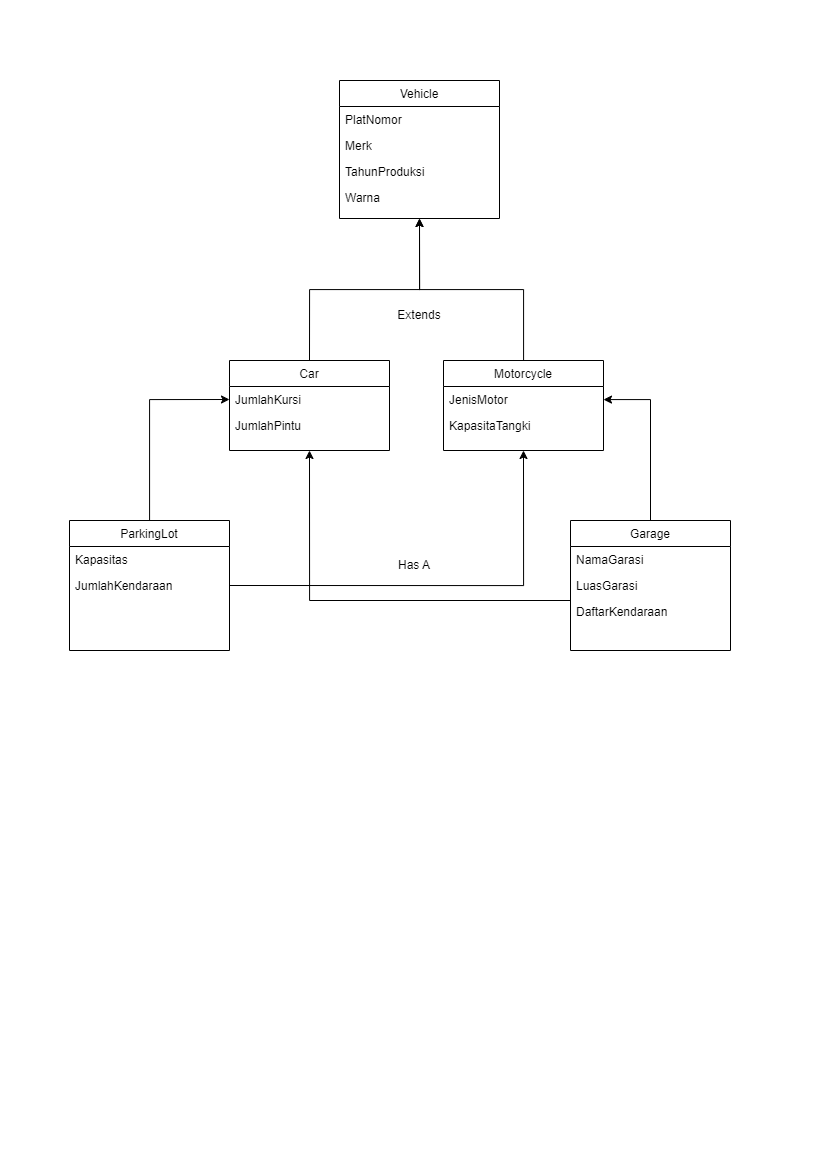 Vehicle
PlatNomor
Merk
TahunProduksi
Warna
Extends
Car
JumlahKursi
JumlahPintu
Motorcycle
JenisMotor
KapasitaTangki
ParkingLot
Kapasitas
JumlahKendaraan
Has A
Garage
NamaGarasi
LuasGarasi
DaftarKendaraan